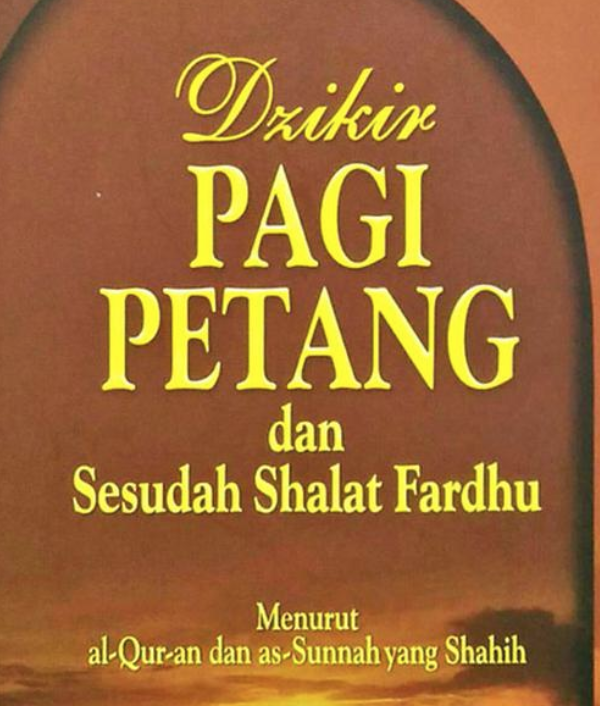 Dzikir
PAGI
PETANG
dan
Sesudah Shalat Fardhu
Menurut
al-Qur-an dan as-Sunnah yang Shahih